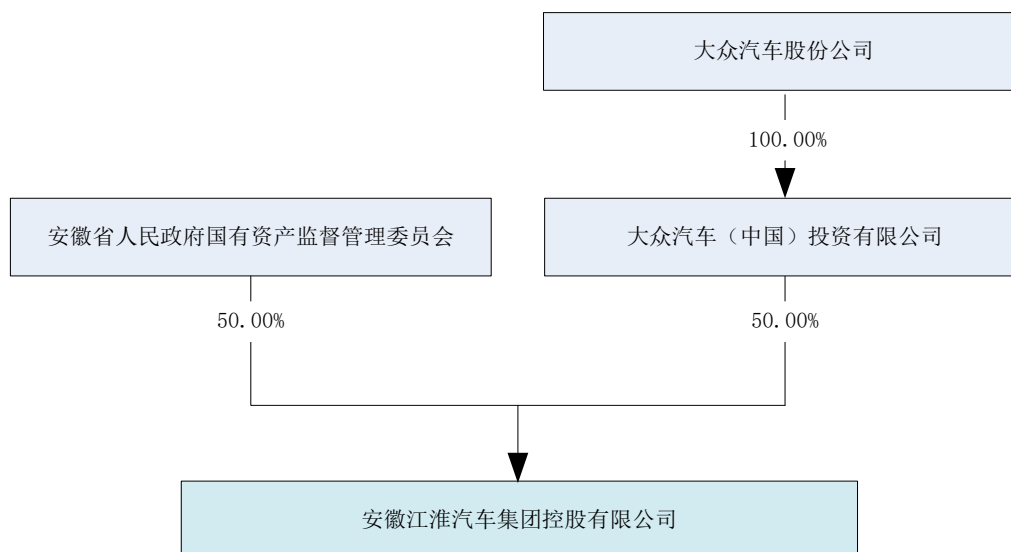 大众汽车股份公司
100.00%
安徽省人民政府国有资产监督管理委员会
大众汽车（中国）投资有限公司
50.00%
50.00%
安徽江淮汽车集团控股有限公司